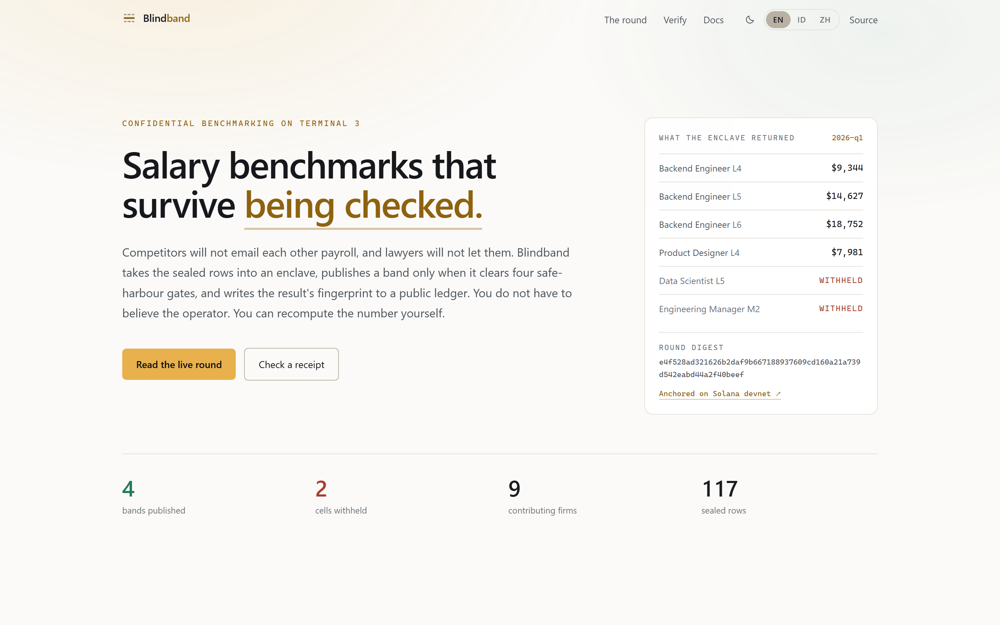 Blindband
The round
Verify
Docs
EN
ID
ZH
Source
CONFIDENTIAL BENCHMARKING ON TERMINAL 3
Salary benchmarks that
survive being checked.
Competitors will not email each other payroll, and lawyers will not let them. Blindband
takes the sealed rows into an enclave, publishes a band only when it clears four safe-
harbour gates, and writes the result's fingerprint to a public ledger. You do not have to
believe the operator. You can recompute the number yourself.
Read the live round
Check a receipt
WHAT THE ENCLAVE RETURNED 2026-q1
Backend Engineer L4 $9,344
Backend Engineer L5 $14,627
Backend Engineer L6 $18,752
Product Designer L4 $7,981
Data Scientist L5 WITHHELD
Engineering Manager M2 WITHHELD
ROUND DIGEST
e4f528ad321626b2daf9b667188937609cd160a21a739
d542eabd44a2f40beef
Anchored on Solana devnet ↗
4
bands published
2
cells withheld
9
contributing firms
117
sealed rows